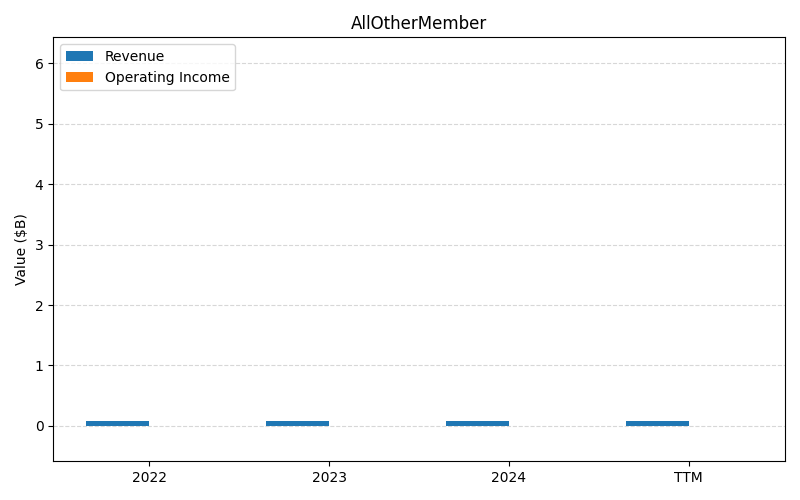 AllOtherMember
Revenue
Operating Income
Value ($B)
6
5
4
3
2
1
0
2022
2023
2024
TTM